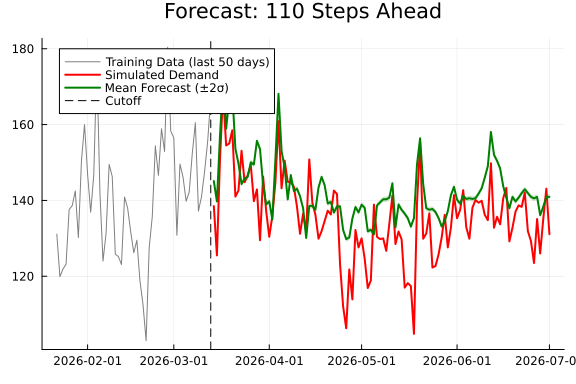 Forecast: 110 Steps Ahead
180
160
140
120
Training Data (last 50 days)
Simulated Demand
Mean Forecast (±2σ)
Cutoff
2026-02-01
2026-03-01
2026-04-01
2026-05-01
2026-06-01
2026-07-0